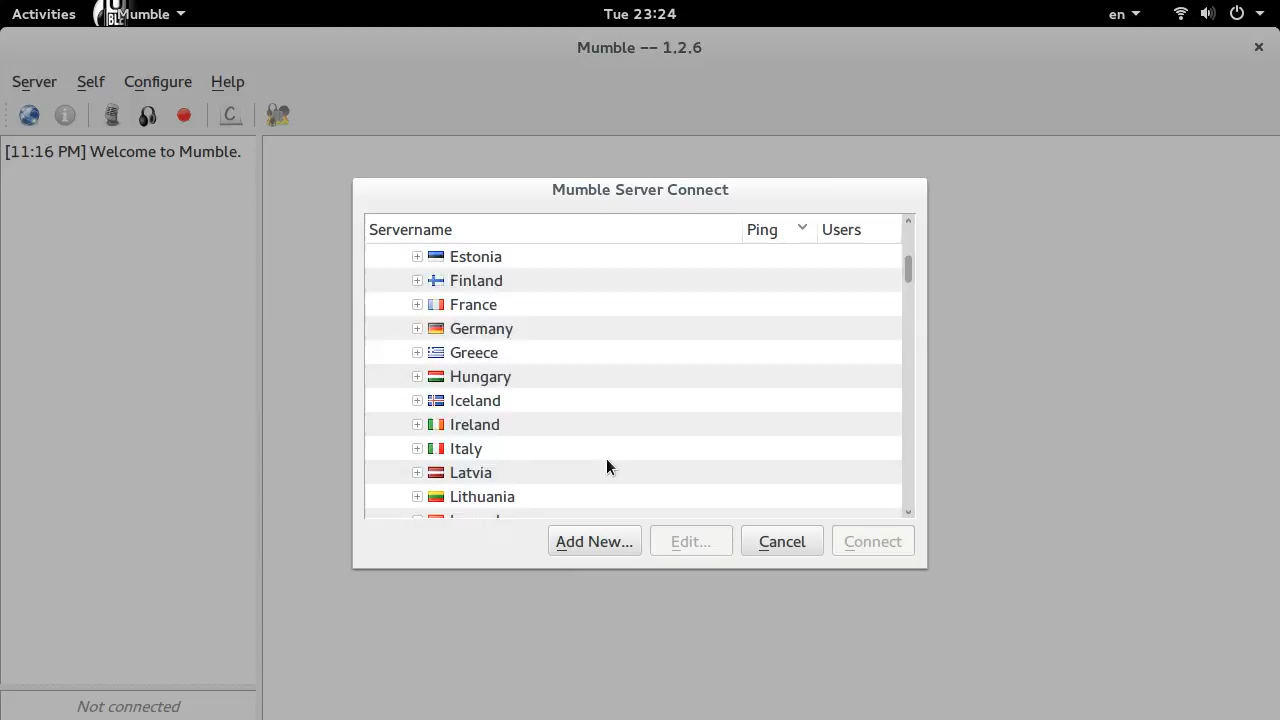 Activities Mumble Tue 23:24 en
Mumble -- 1.2.6
Server Self Configure Help
C
[11:16 PM] Welcome to Mumble.
Mumble Server Connect
Servername Ping Users
Estonia
Finland
France
Germany
Greece
Hungary
Iceland
Ireland
Italy
Latvia
Lithuania
Add New... Edit... Cancel Connect
Not connected